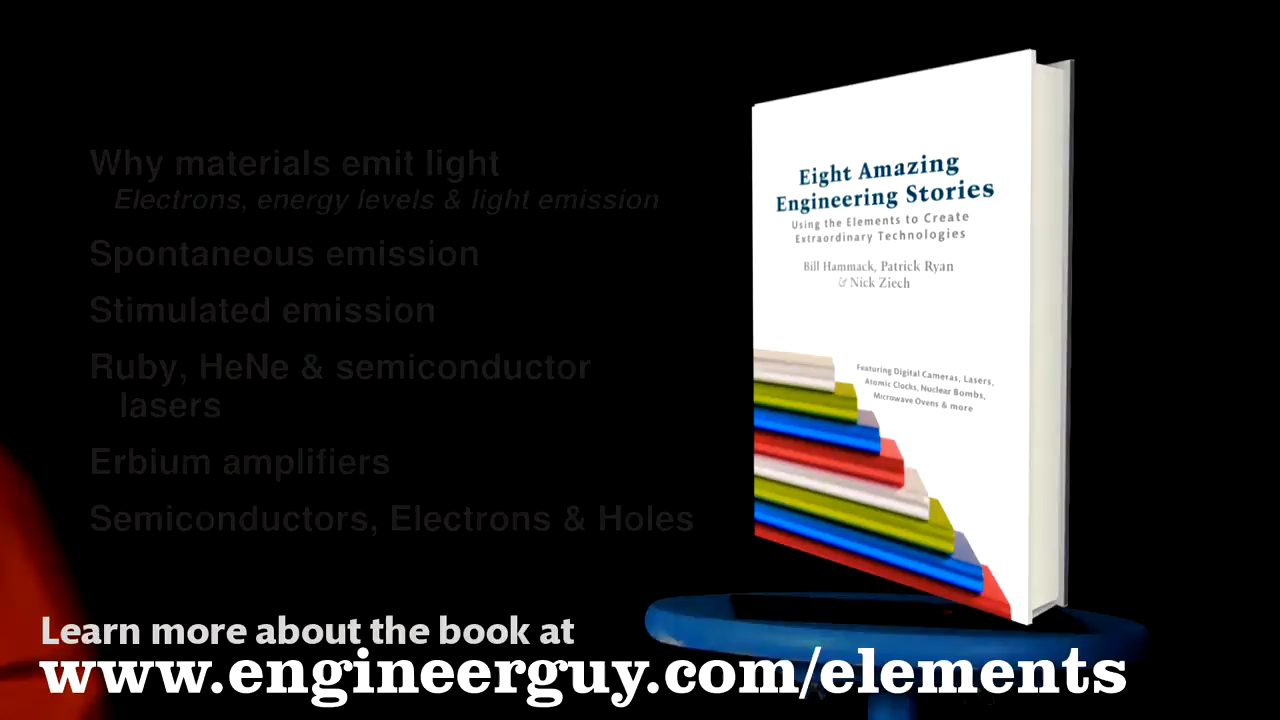 Why materials emit light
Electrons, energy levels & light emission
Spontaneous emission
Stimulated emission
Ruby, HeNe & semiconductor
lasers
Erbium amplifiers
Semiconductors, Electrons & Holes
Eight Amazing
Engineering Stories
Using the Elements to Create
Extraordinary Technologies
Bill Hammack, Patrick Ryan
& Nick Ziech
Featuring Digital Cameras, Lasers,
Atomic Clocks, Nuclear Bombs,
Microwave Ovens & more
Learn more about the book at
www.engineerguy.com/elements